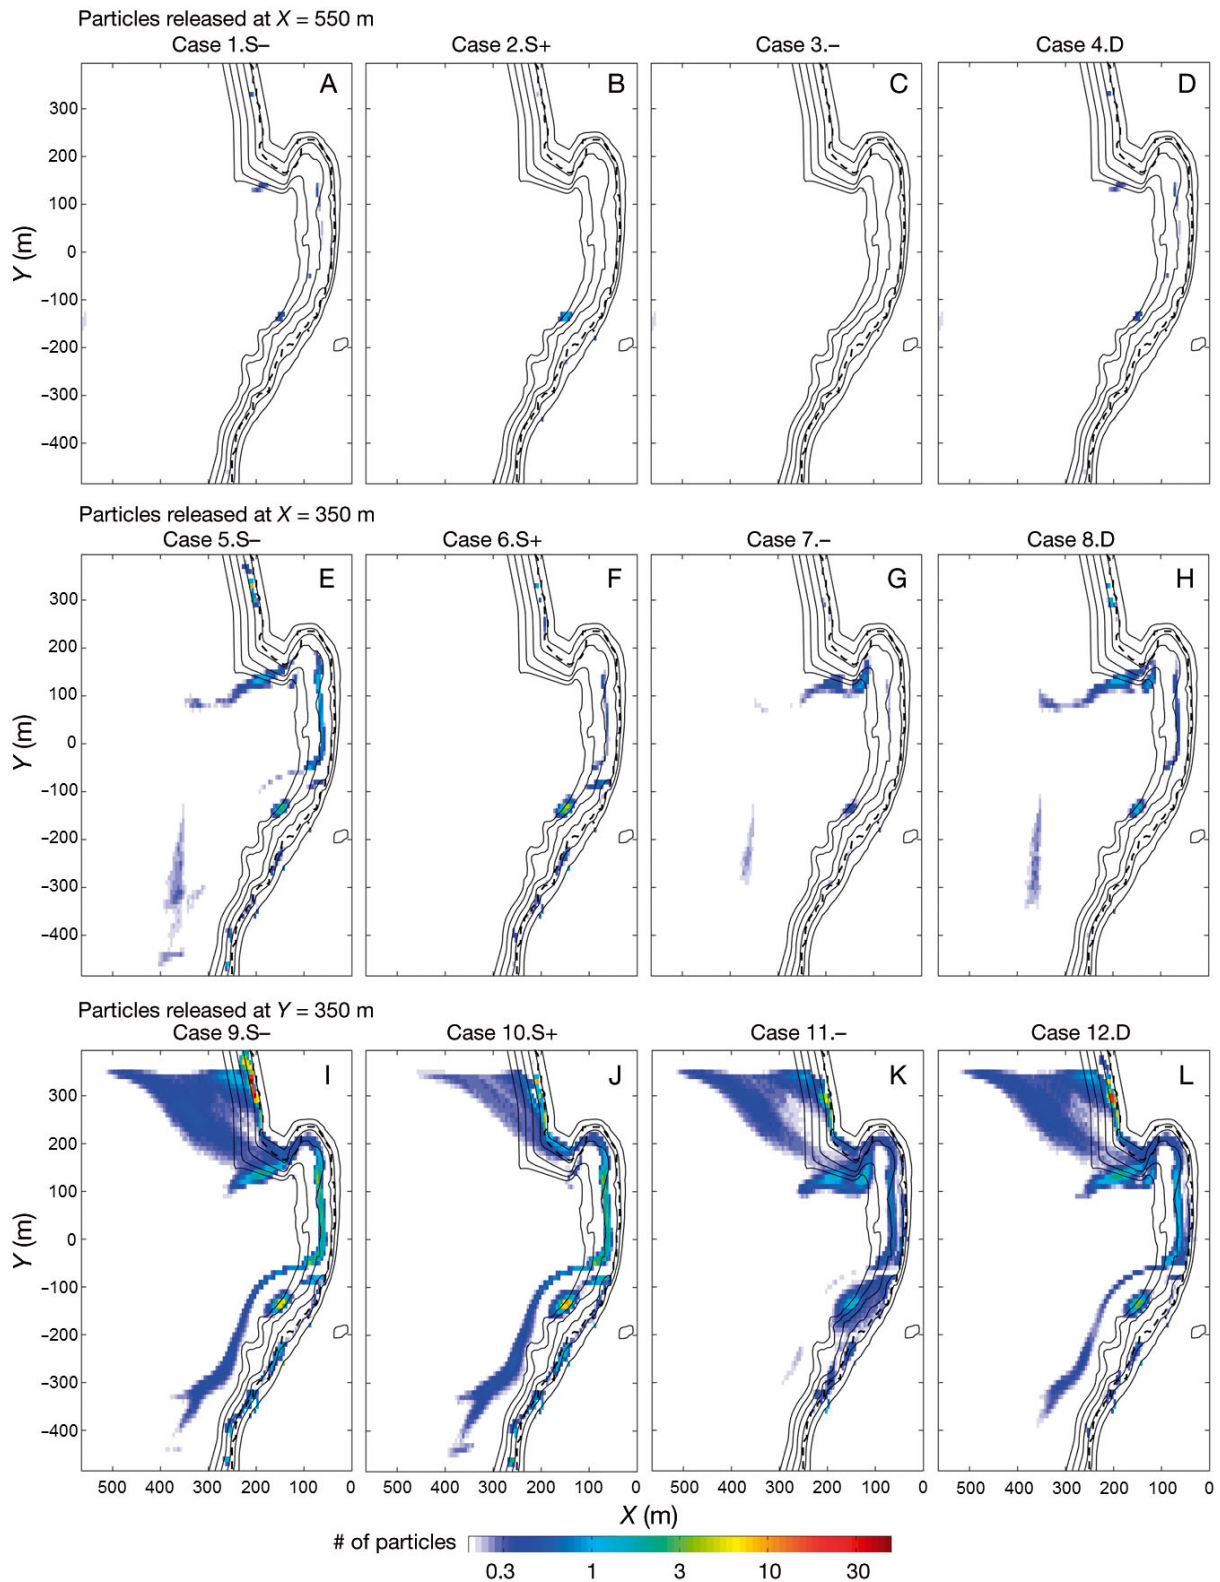 Particles released at X = 550 m
Case 1.S– Case 2.S+ Case 3.– Case 4.D
A B C D
300
200
100
0
–100
–200
–300
–400
Y (m)
Particles released at X = 350 m
Case 5.S– Case 6.S+ Case 7.– Case 8.D
E F G H
300
200
100
0
–100
–200
–300
–400
Y (m)
Particles released at Y = 350 m
Case 9.S– Case 10.S+ Case 11.– Case 12.D
I J K L
300
200
100
0
–100
–200
–300
–400
Y (m)
500 400 300 200 100 0 500 400 300 200 100 0 500 400 300 200 100 0 500 400 300 200 100 0
X (m)
# of particles
0.3 1 3 10 30